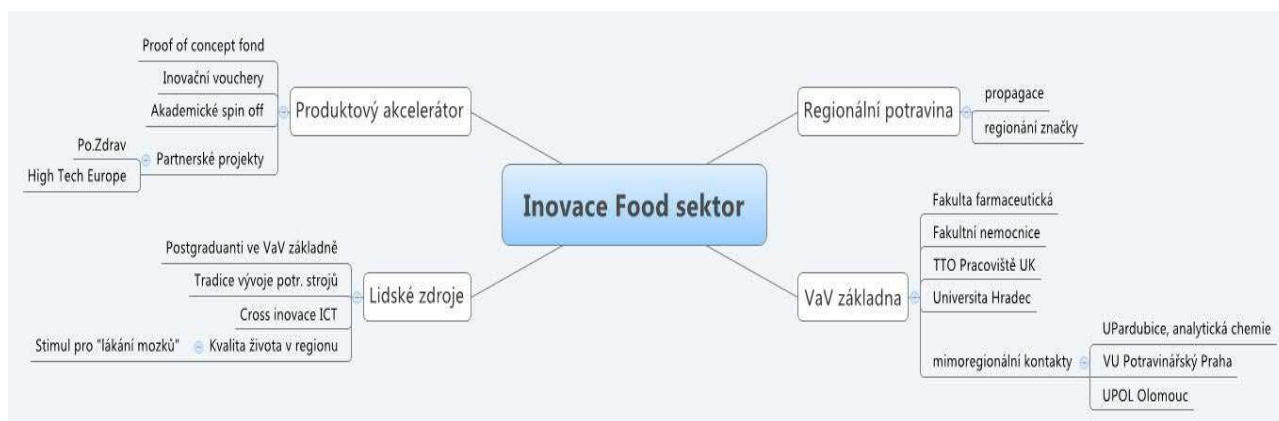 Inovace Food sektor
Produktový akcelerátor
Proof of concept fond
Inovační vouchery
Akademické spin off
Partnerské projekty
Po.Zdrav
High Tech Europe
Lidské zdroje
Postgraduanti ve VaV základně
Tradice vývoje potr. strojů
Cross inovace ICT
Kvalita života v regionu
Stimul pro "lákání mozků"
Regionální potravina
propagace
regionání značky
VaV základna
Fakulta farmaceutická
Fakultní nemocnice
TTO Pracoviště UK
Universita Hradec
mimoregionální kontakty
UPardubice, analytická chemie
VU Potravinářský Praha
UPOL Olomouc